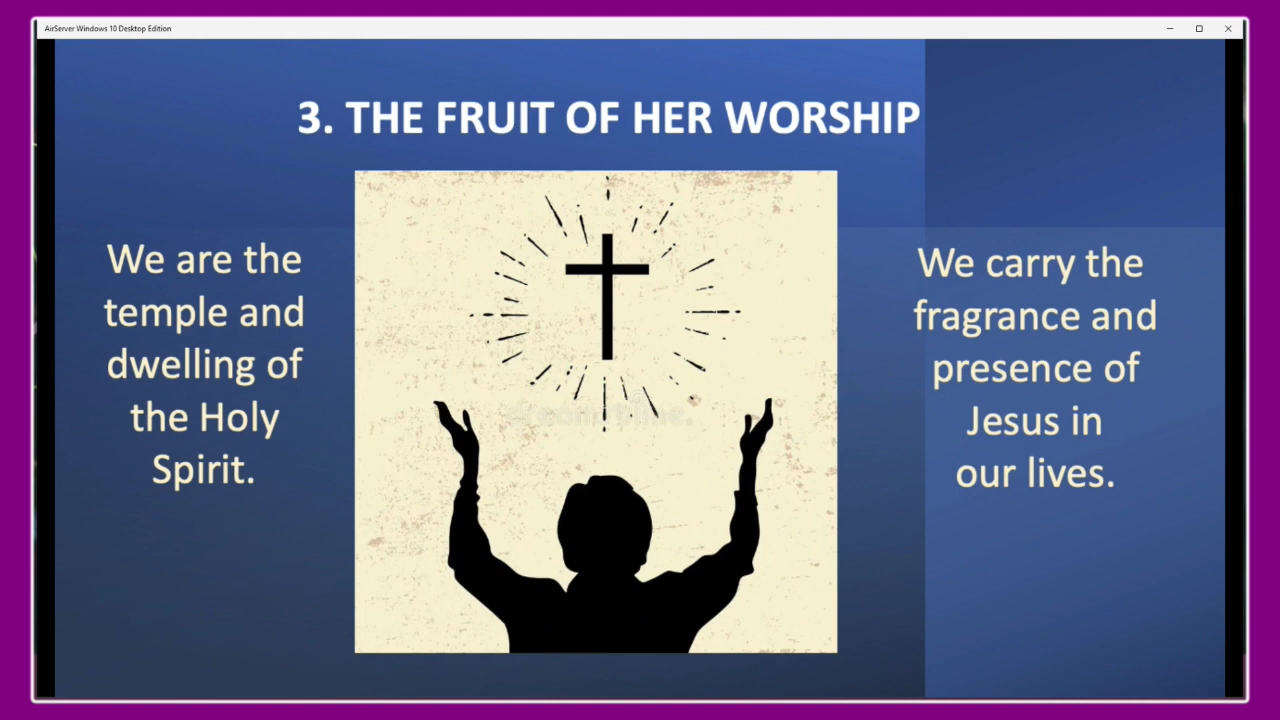 AirServer Windows 10 Desktop Edition
3. THE FRUIT OF HER WORSHIP
We are the
temple and
dwelling of
the Holy
Spirit.
We carry the
fragrance and
presence of
Jesus in
our lives.